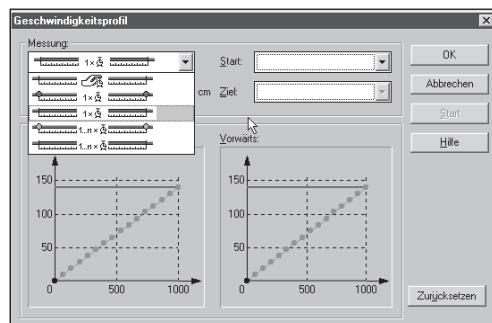 Geschwindigkeitsprofil
Messung:
1×
Start:
OK
1×
1×
1..n×
1..n×
cm
Ziel:
Abbrechen
Start
Hilfe
Vorwärts:
150
100
50
0
500
1000
150
100
50
0
500
1000
Zurücksetzen